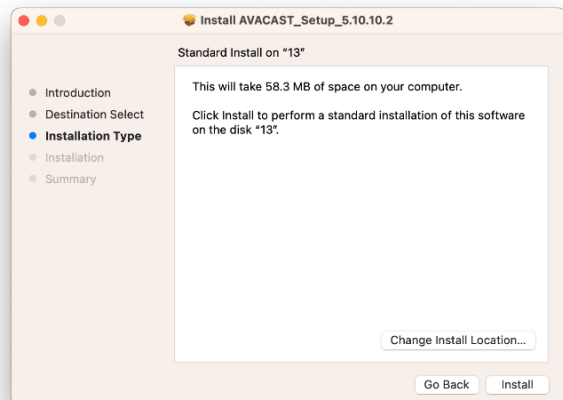 Install AVACAST_Setup_5.10.10.2
Standard Install on “13”
Introduction
Destination Select
Installation Type
Installation
Summary
This will take 58.3 MB of space on your computer.
Click Install to perform a standard installation of this software
on the disk “13”.
Change Install Location...
Go Back
Install